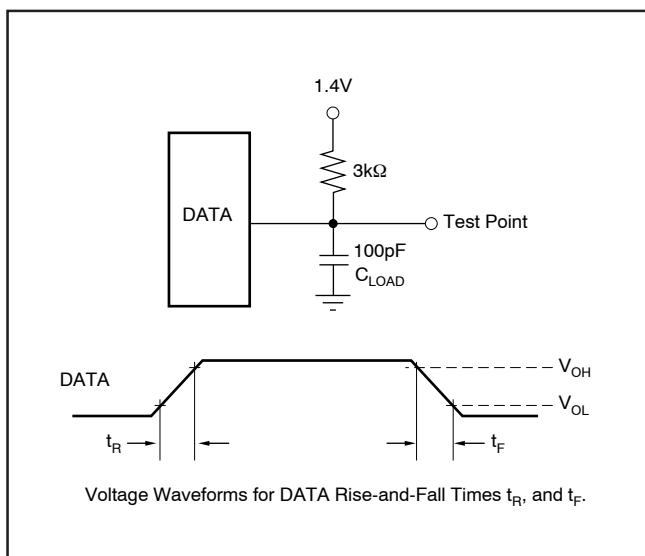 1.4V
3kΩ
DATA
Test Point
100pF
C_LOAD
DATA
V_OH
V_OL
t_R
t_F
Voltage Waveforms for DATA Rise-and-Fall Times t_R, and t_F.